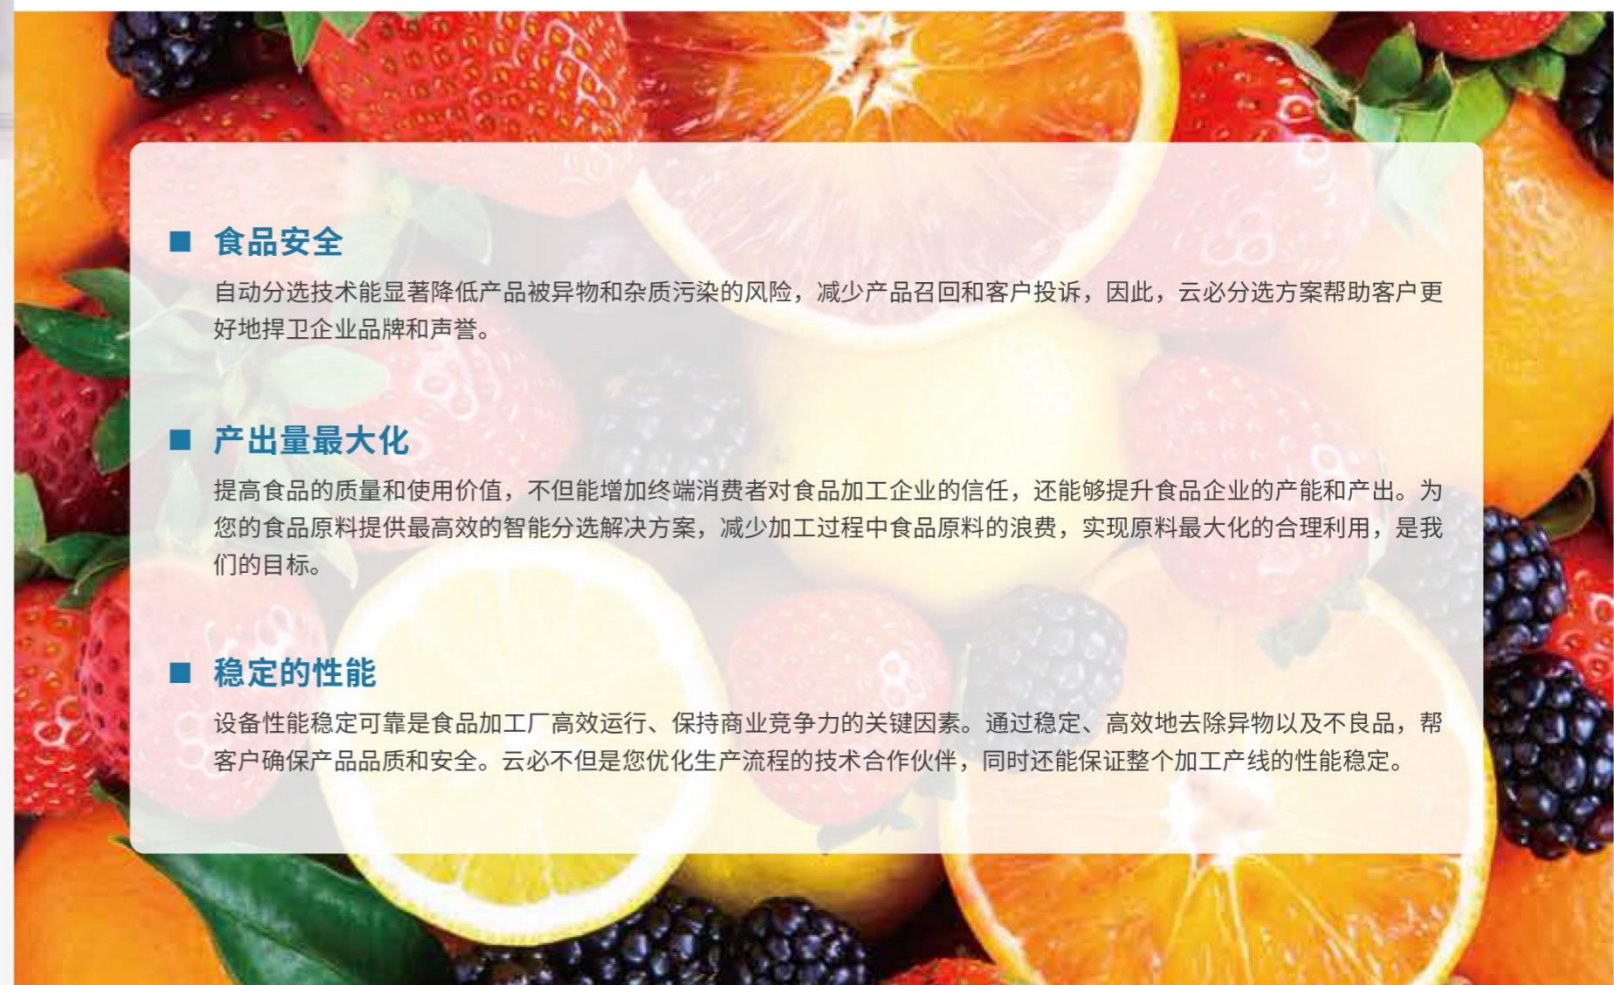 ■ 食品安全
自动分选技术能显著降低产品被异物和杂质污染的风险，减少产品召回和客户投诉，因此，云必分选方案帮助客户更
好地捍卫企业品牌和声誉。
■ 产出量最大化
提高食品的质量和使用价值，不但能增加终端消费者对食品加工企业的信任，还能够提升食品企业的产能和产出。为
您的食品原料提供最高效的智能分选解决方案，减少加工过程中食品原料的浪费，实现原料最大化的合理利用，是我
们的目标。
■ 稳定的性能
设备性能稳定可靠是食品加工厂高效运行、保持商业竞争力的关键因素。通过稳定、高效地去除异物以及不良品，帮
客户确保产品品质和安全。云必不但是您优化生产流程的技术合作伙伴，同时还能保证整个加工产线的性能稳定。